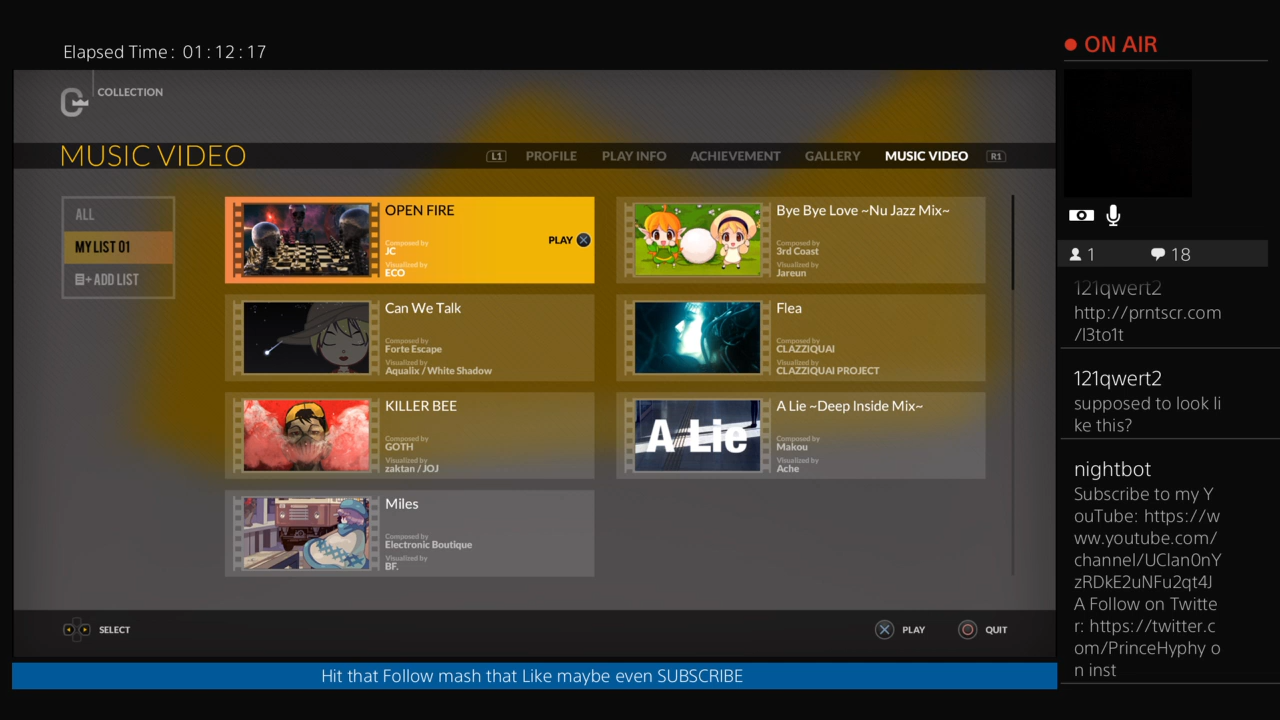 Elapsed Time: 01:12:17
ON AIR
COLLECTION
MUSIC VIDEO
L1
PROFILE
PLAY INFO
ACHIEVEMENT
GALLERY
MUSIC VIDEO
R1
ALL
MY LIST 01
+ ADD LIST
OPEN FIRE
Composed by
JC
Visualized by
ECO
PLAY
Bye Bye Love ~Nu Jazz Mix~
Composed by
3rd Coast
Visualized by
Jareun
Can We Talk
Composed by
Forte Escape
Visualized by
Aqualix / White Shadow
Flea
Composed by
CLAZZIQUAI
Visualized by
CLAZZIQUAI PROJECT
KILLER BEE
Composed by
GOTH
Visualized by
zaktan / JOJ
A Lie
A Lie ~Deep Inside Mix~
Composed by
Makou
Visualized by
Ache
Miles
Composed by
Electronic Boutique
Visualized by
BF.
SELECT
PLAY
QUIT
Hit that Follow mash that Like maybe even SUBSCRIBE
1
18
121qwert2
http://prntscr.com
/l3to1t
121qwert2
supposed to look li
ke this?
nightbot
Subscribe to my Y
ouTube: https://w
ww.youtube.com/
channel/UClan0nY
zRDkE2uNFu2qt4J
A Follow on Twitte
r: https://twitter.c
om/PrinceHyphy o
n inst